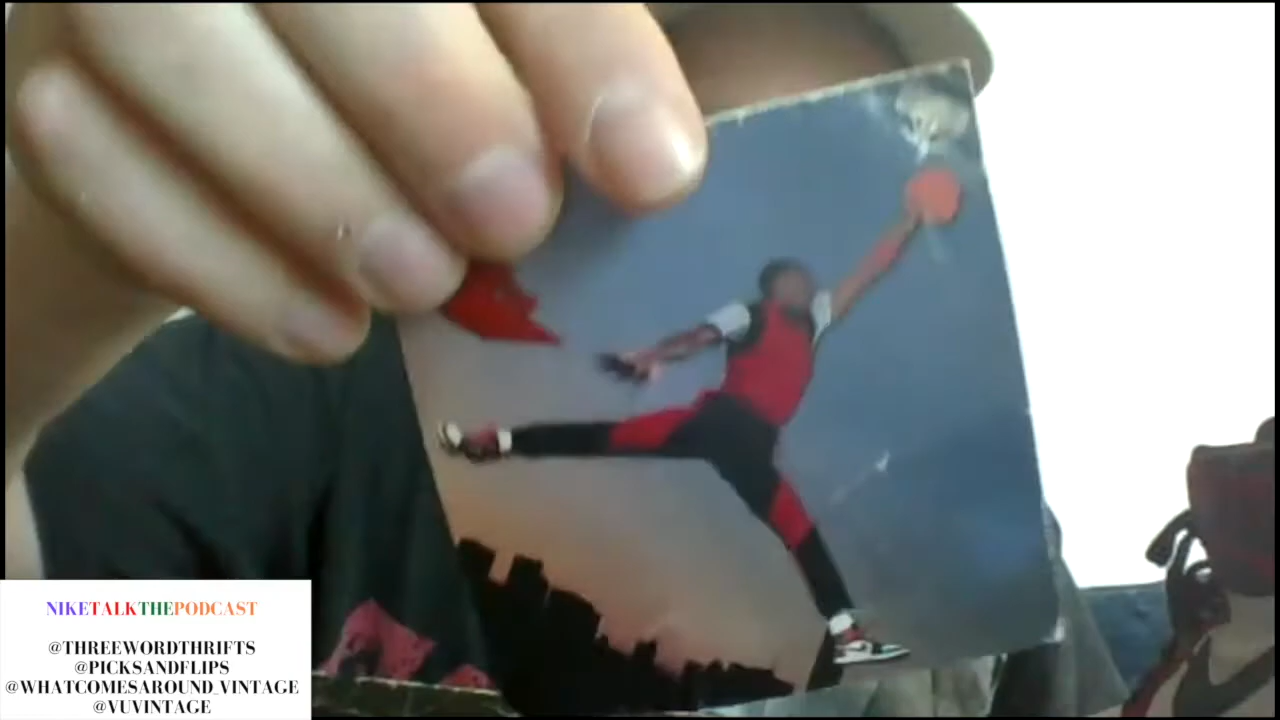 NIKETALKTHEPODCAST
@THREEWORDTHRIFTS
@PICKSANDFLIPS
@WHATCOMESAROUND_VINTAGE
@VUVINTAGE